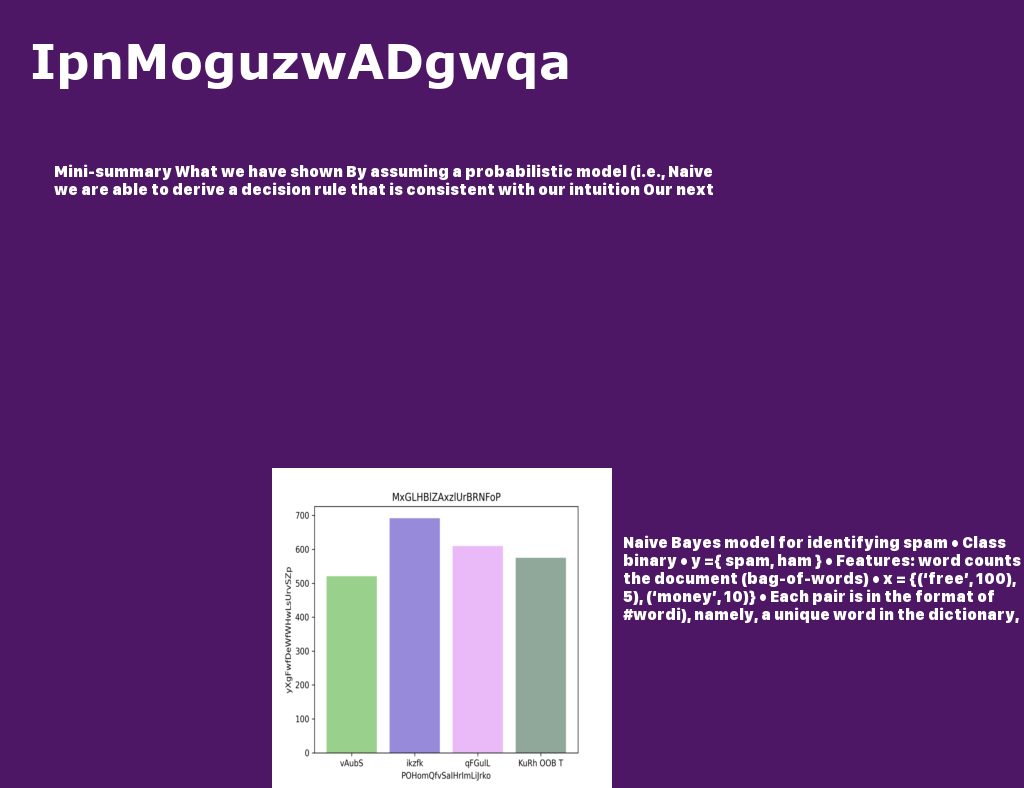 IpnMoguzwADgwqa
Mini-summary What we have shown By assuming a probabilistic model (i.e., Naive
we are able to derive a decision rule that is consistent with our intuition Our next
MxGLHBlZAxzlUrBRNFoP
700
600
500
400
300
200
100
0
yXgFwfDeWfWHwLsUrvSZp
vAubS ikzfk qFGulL KuRh OOB T
POHomQfvSalHrlmLiJrko
Naive Bayes model for identifying spam • Class
binary • y ={ spam, ham } • Features: word counts
the document (bag-of-words) • x = {(‘free’, 100),
5), (‘money’, 10)} • Each pair is in the format of
#wordi), namely, a unique word in the dictionary,